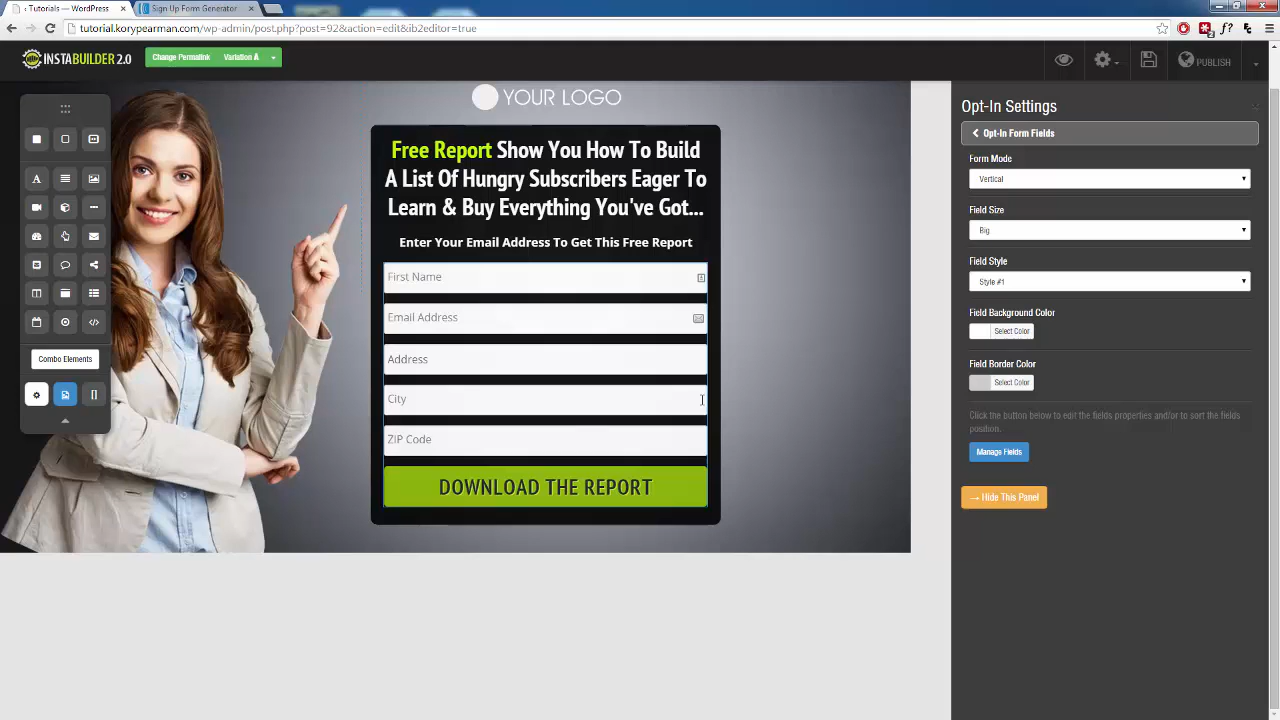 : Tutorials — WordPress
Sign Up Form Generator
tutorial.korypearman.com/wp-admin/post.php?post=92&action=edit&ib2editor=true
INSTABUILDER 2.0
Change Permalink
Variation A
PUBLISH
YOUR LOGO
Free Report Show You How To Build
A List Of Hungry Subscribers Eager To
Learn & Buy Everything You've Got...
Enter Your Email Address To Get This Free Report
First Name
Email Address
Address
City
ZIP Code
DOWNLOAD THE REPORT
Combo Elements
Opt-In Settings
Opt-In Form Fields
Form Mode
Vertical
Field Size
Big
Field Style
Style #1
Field Background Color
Select Color
Field Border Color
Select Color
Click the button below to edit the fields properties and/or to sort the fields
position.
Manage Fields
→ Hide This Panel